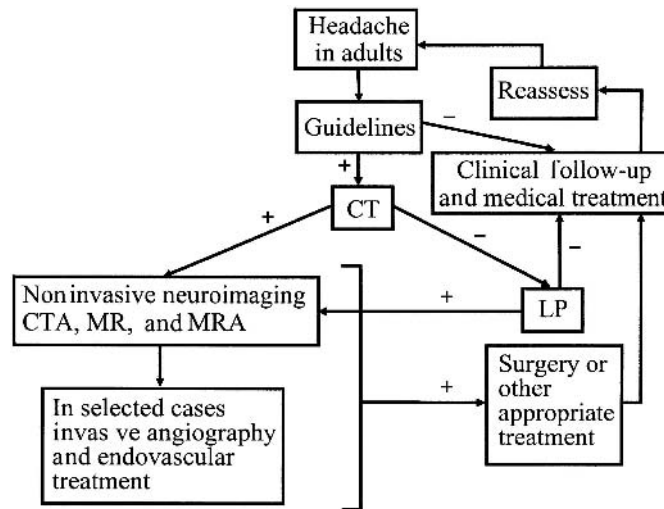 Headache
in adults
Reassess
Guidelines
−
+
Clinical follow-up
and medical treatment
CT
+
−
−
Noninvasive neuroimaging
CTA, MR, and MRA
+
LP
Surgery or
other
appropriate
treatment
+
In selected cases
invas ve angiography
and endovascular
treatment